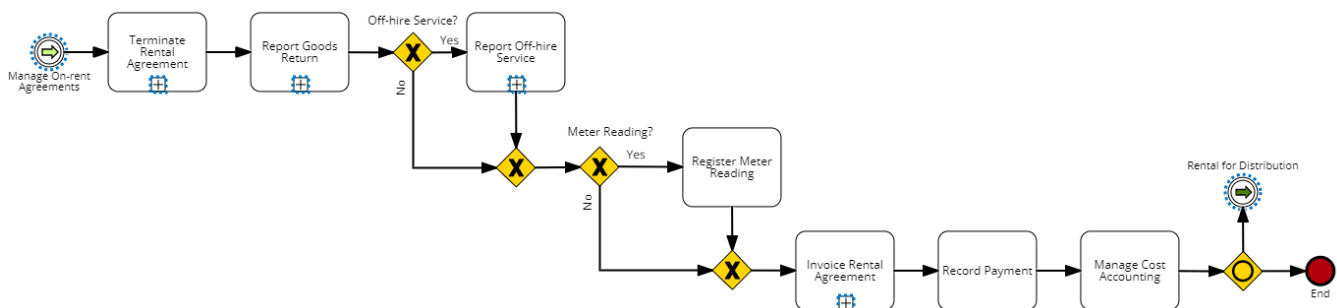 Off-hire Service?
Manage On-rent
Agreements
Terminate
Rental
Agreement
Report Goods
Return
Yes
Report Off-hire
Service
No
Meter Reading?
Yes
Register Meter
Reading
No
Rental for Distribution
Invoice Rental
Agreement
Record Payment
Manage Cost
Accounting
End